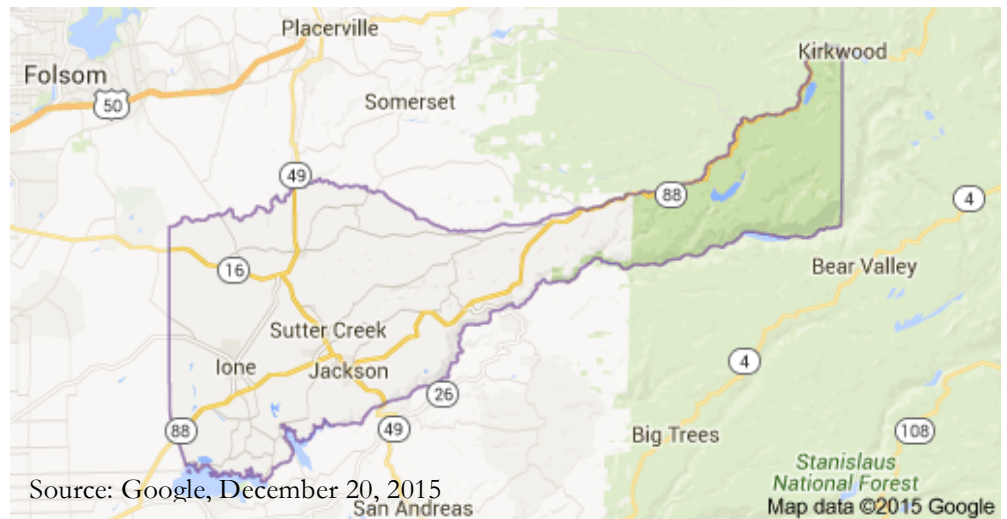 Placerville
Kirkwood
Folsom
50
Somerset
49
88
4
16
Bear Valley
Sutter Creek
Ione
Jackson
4
26
88
49
Big Trees
108
Stanislaus
National Forest
Source: Google, December 20, 2015
San Andreas
Map data ©2015 Google